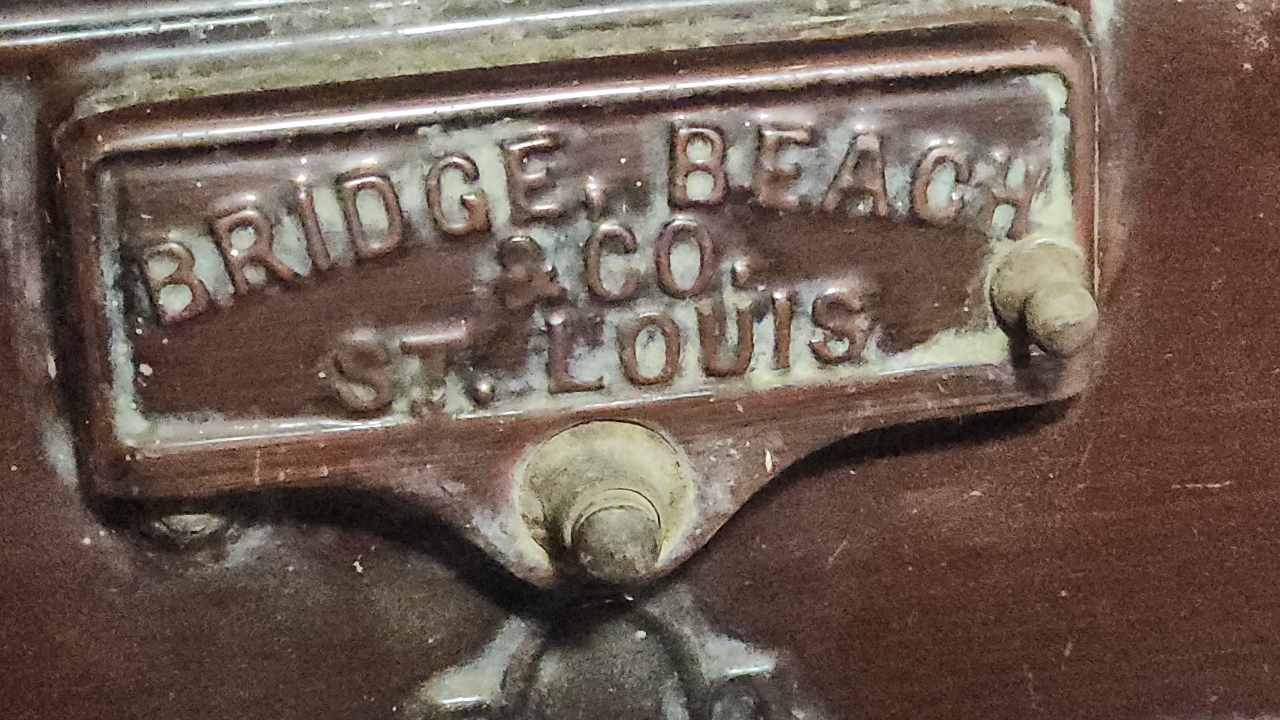 BRIDGE, BEACH
& CO.
ST. LOUIS